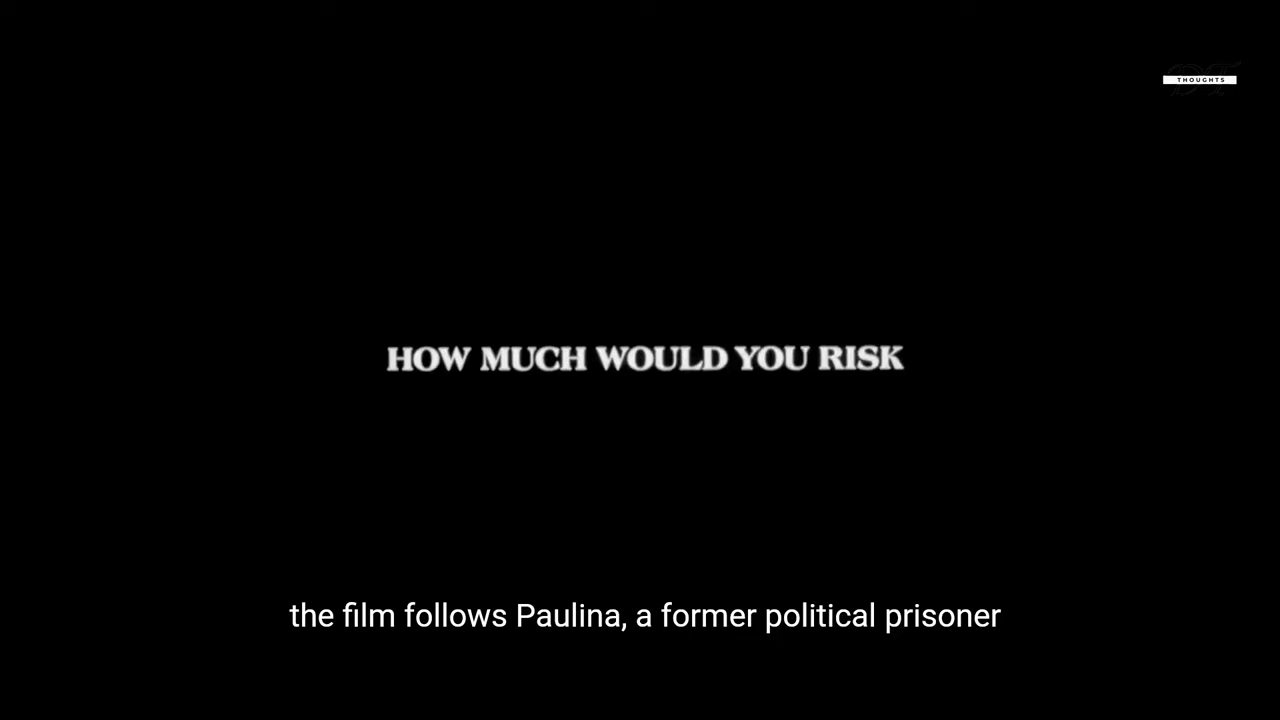 THOUGHTS
HOW MUCH WOULD YOU RISK
the film follows Paulina, a former political prisoner